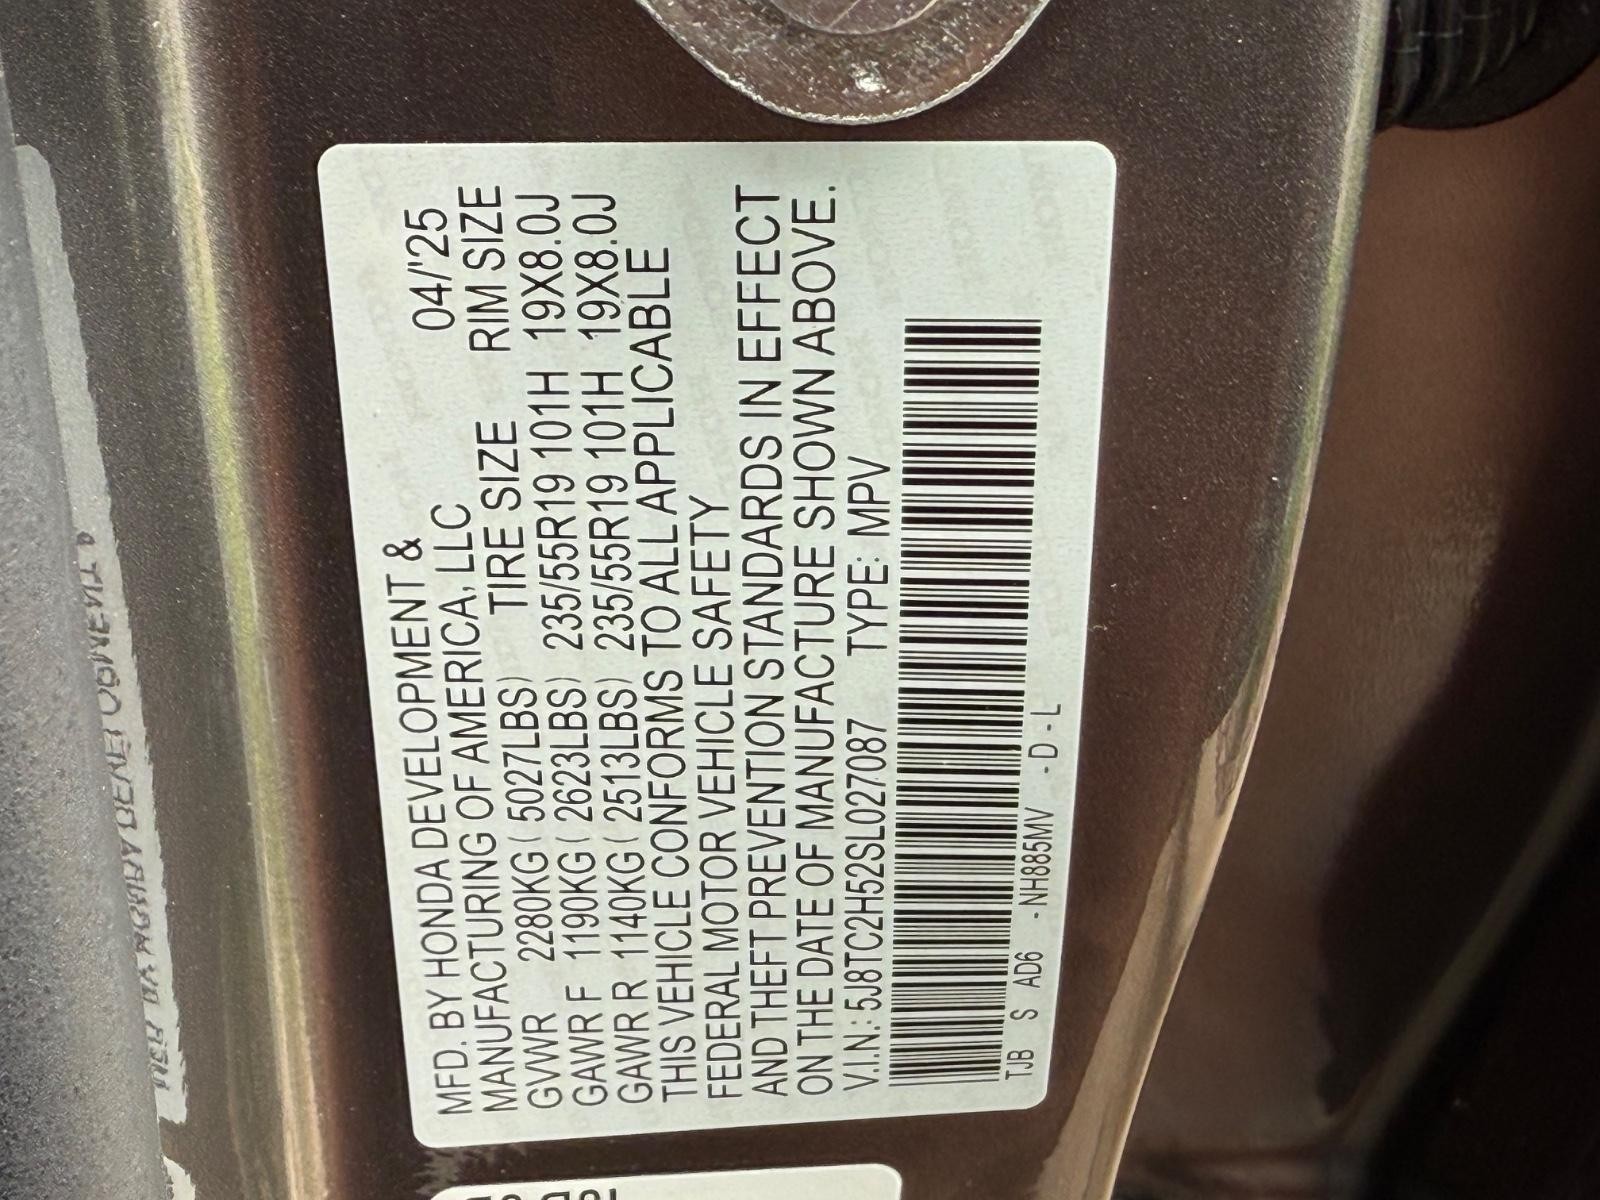 MFD. BY HONDA DEVELOPMENT & 04/'25
MANUFACTURING OF AMERICA, LLC
TIRE SIZE RIM SIZE
GVWR 2280KG ( 5027LBS)
GAWR F 1190KG ( 2623LBS) 235/55R19 101H 19X8.0J
GAWR R 1140KG ( 2513LBS) 235/55R19 101H 19X8.0J
THIS VEHICLE CONFORMS TO ALL APPLICABLE
FEDERAL MOTOR VEHICLE SAFETY
AND THEFT PREVENTION STANDARDS IN EFFECT
ON THE DATE OF MANUFACTURE SHOWN ABOVE.
V.I.N.: 5J8TC2H52SL027087 TYPE: MPV
TJB S AD6 - NH885MV - D - L